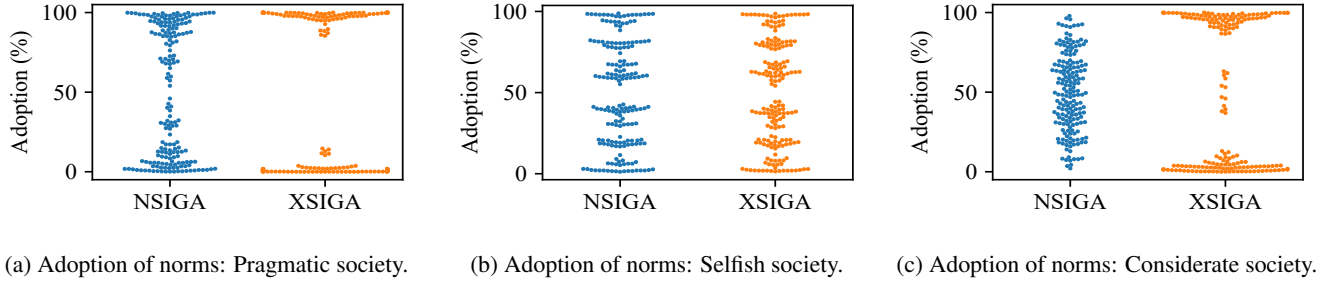 Adoption (%)
100
50
0
NSIGA
XSIGA
(a) Adoption of norms: Pragmatic society.
Adoption (%)
100
50
0
NSIGA
XSIGA
(b) Adoption of norms: Selfish society.
Adoption (%)
100
50
0
NSIGA
XSIGA
(c) Adoption of norms: Considerate society.